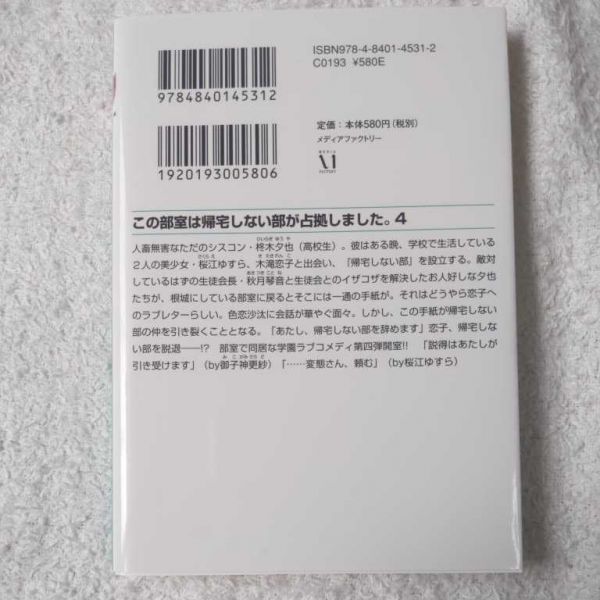 ISBN978-4-8401-4531-2
C0193 ¥580E
9784840145312
定価：本体580円（税別）
メディアファクトリー
MEDIA
FACTORY
1920193005806
この部室は帰宅しない部が占拠しました。4
人畜無害なただのシスコン・柊木夕也（高校生）。彼はある晩、学校で生活している
2人の美少女・桜江ゆすら、木滝恋子と出会い、『帰宅しない部』を設立する。敵対
しているはずの生徒会長・秋月琴音と生徒会とのイザコザを解決したお人好しな夕也
たちが、根城にしている部室に戻るとそこには一通の手紙が。それはどうやら恋子へ
のラブレターらしい。色恋沙汰に会話が華やぐ面々。しかし、この手紙が帰宅しない
部の仲を引き裂くこととなる。「あたし、帰宅しない部を辞めます」恋子、帰宅しな
い部を脱退――!?　部室で同居な学園ラブコメディ第四弾開室!!　「説得はあたしが
引き受けます」（by御子神更紗）「……変態さん、頼む」（by桜江ゆすら）